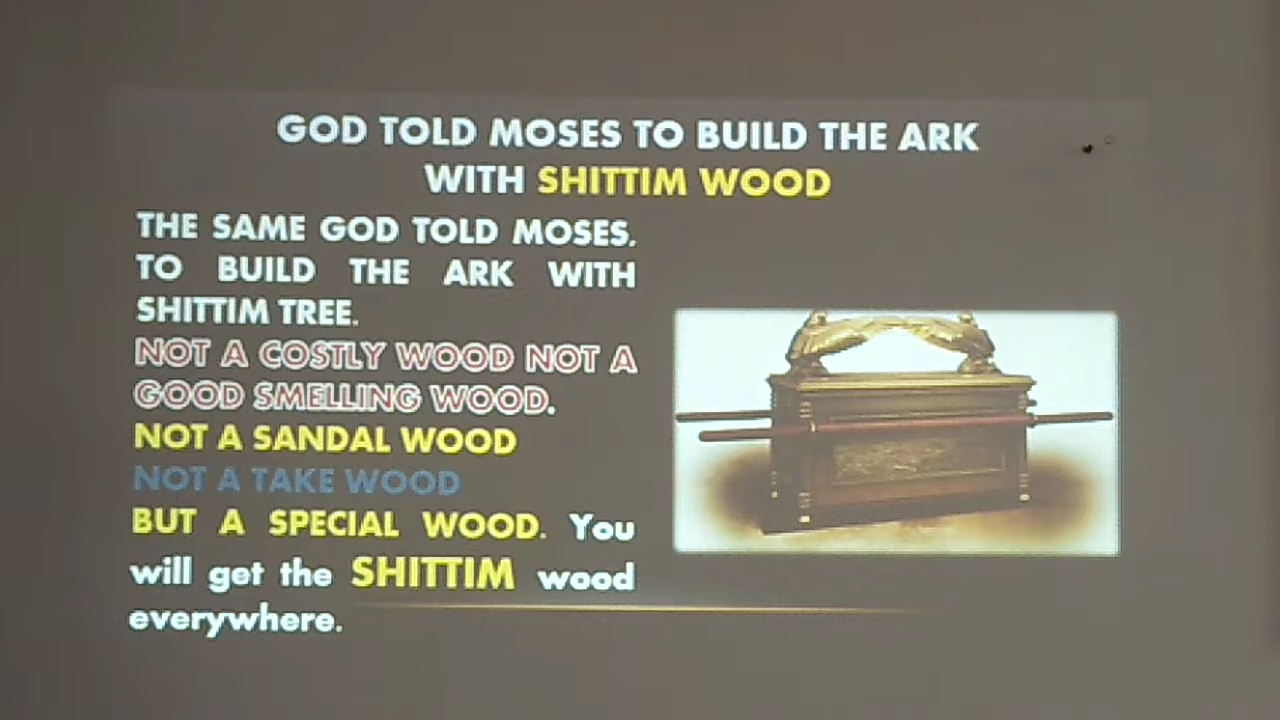 GOD TOLD MOSES TO BUILD THE ARK
WITH SHITTIM WOOD
THE SAME GOD TOLD MOSES.
TO BUILD THE ARK WITH
SHITTIM TREE.
NOT A COSTLY WOOD NOT A
GOOD SMELLING WOOD.
NOT A SANDAL WOOD
NOT A TAKE WOOD
BUT A SPECIAL WOOD. You
will get the SHITTIM wood
everywhere.